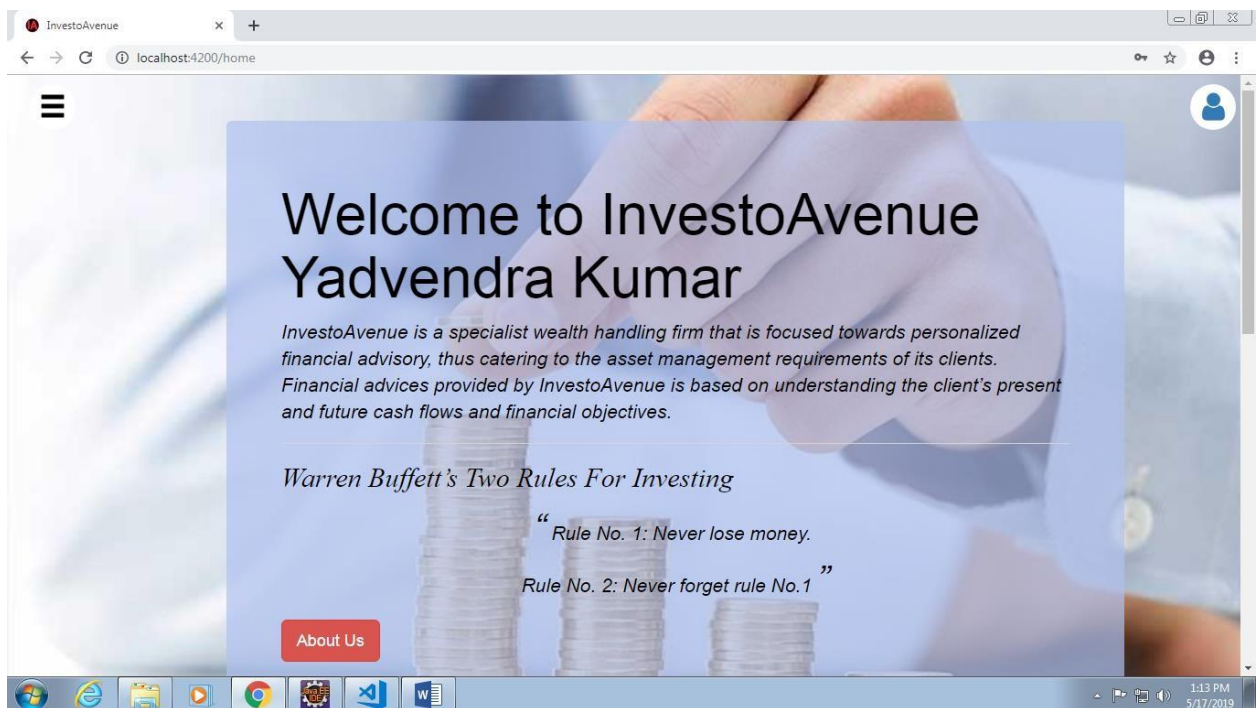 InvestoAvenue
localhost:4200/home
Welcome to InvestoAvenue
Yadvendra Kumar
InvestoAvenue is a specialist wealth handling firm that is focused towards personalized
financial advisory, thus catering to the asset management requirements of its clients.
Financial advices provided by InvestoAvenue is based on understanding the client's present
and future cash flows and financial objectives.
Warren Buffett's Two Rules For Investing
“ Rule No. 1: Never lose money.
Rule No. 2: Never forget rule No.1 ”
About Us
Java EE
IDE
W
1:13 PM
5/17/2019